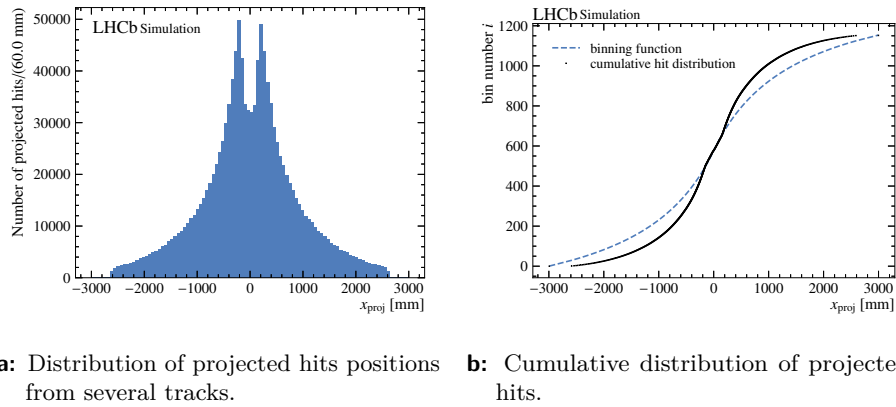 LHCb Simulation
50000
40000
30000
20000
10000
0
Number of projected hits/(60.0 mm)
−3000 −2000 −1000 0 1000 2000 3000
xproj [mm]
LHCb Simulation
1200
1000
800
600
400
200
0
bin number i
binning function
cumulative hit distribution
−3000 −2000 −1000 0 1000 2000 3000
xproj [mm]
a: Distribution of projected hits positions
from several tracks.
b: Cumulative distribution of projecte
hits.